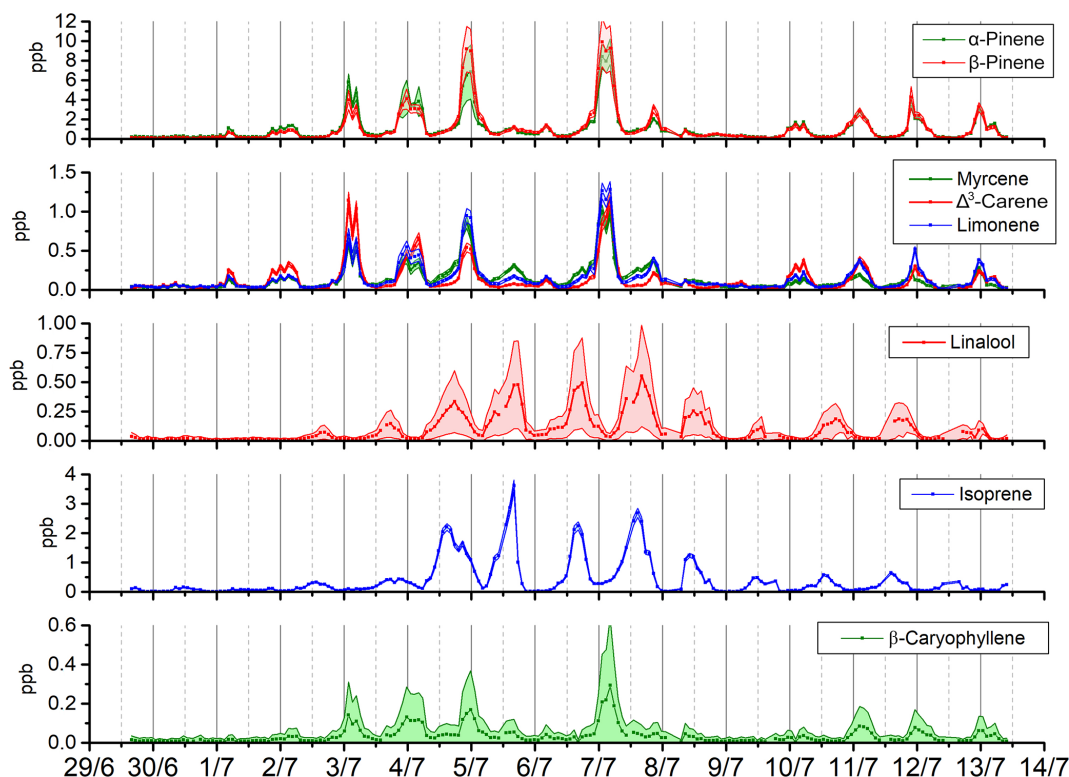 ppb
12
10
8
6
4
2
0
α-Pinene
β-Pinene
ppb
1.5
1.0
0.5
0.0
Myrcene
Δ³-Carene
Limonene
ppb
1.00
0.75
0.50
0.25
0.00
Linalool
ppb
4
3
2
1
0
Isoprene
ppb
0.6
0.4
0.2
0.0
β-Caryophyllene
29/6 30/6 1/7 2/7 3/7 4/7 5/7 6/7 7/7 8/7 9/7 10/7 11/7 12/7 13/7 14/7